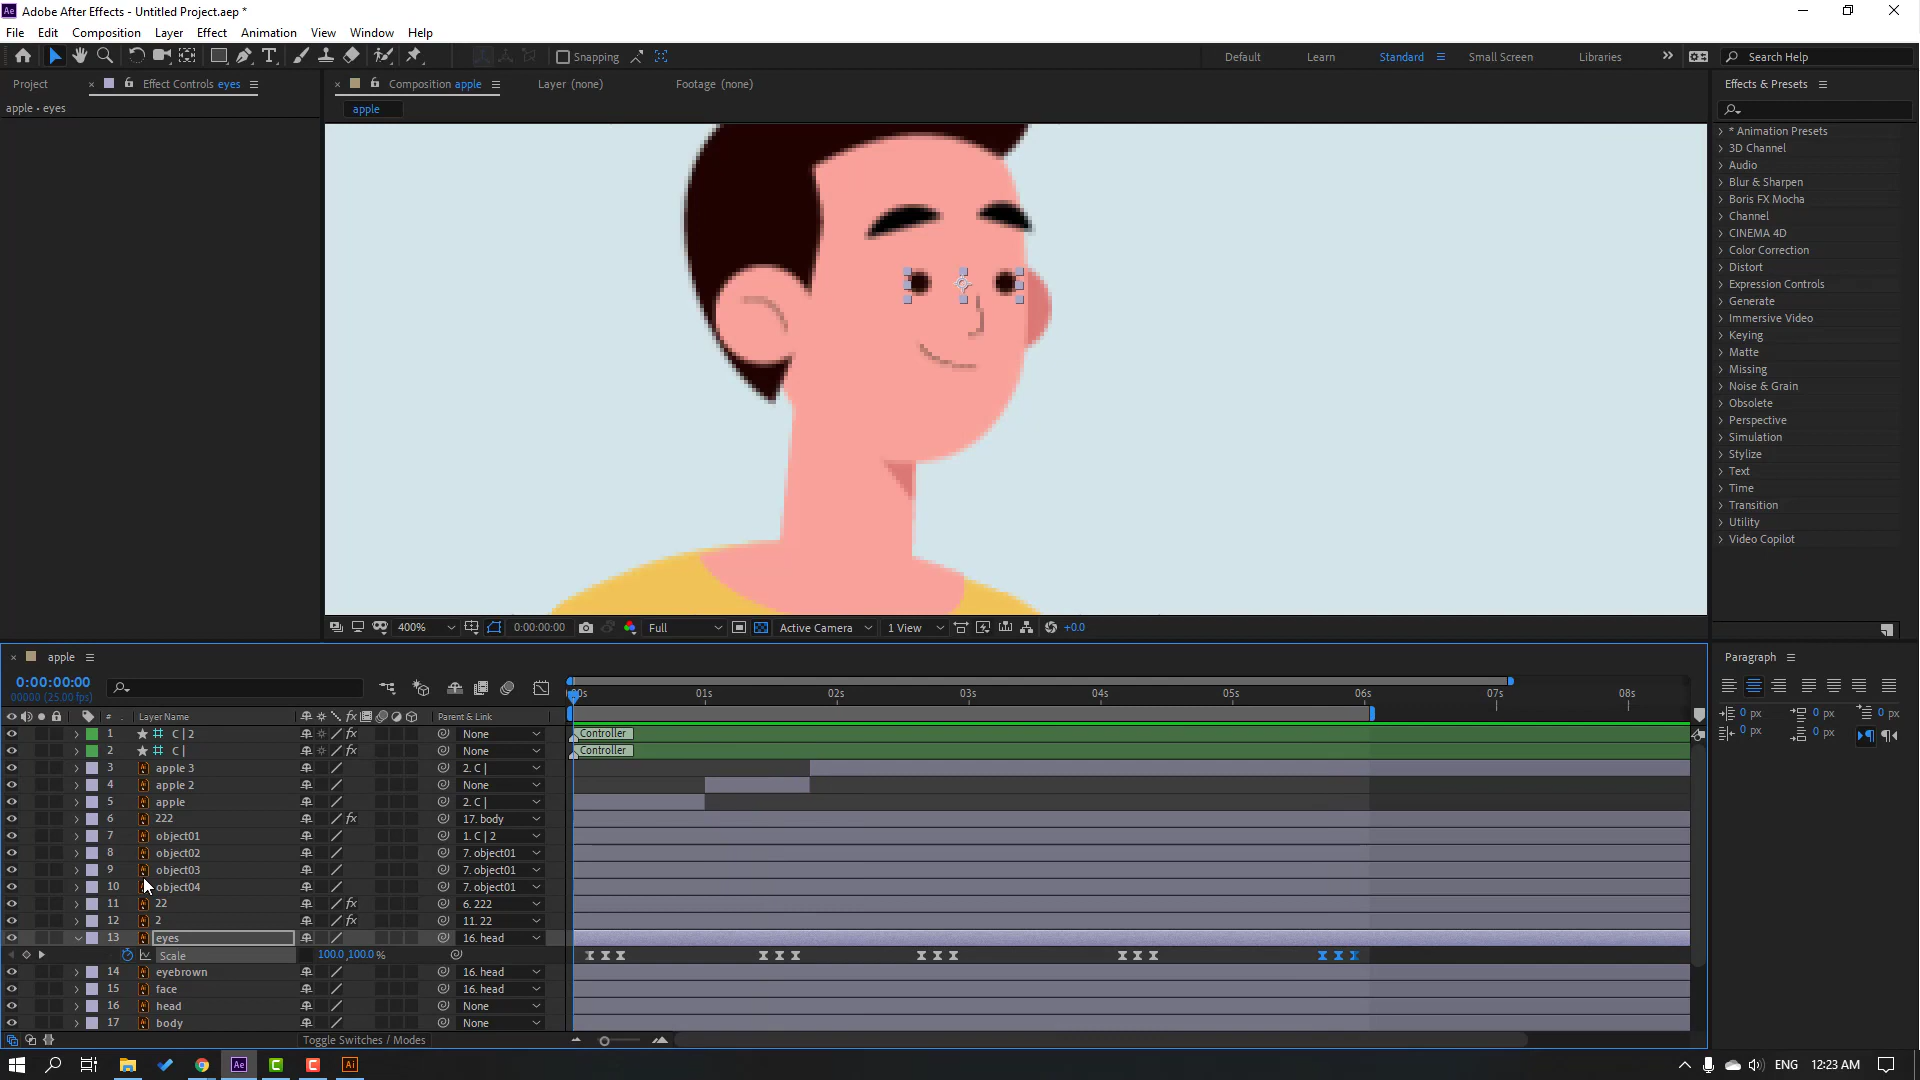 Adobe After Effects - Untitled Project.aep *
File Edit Composition Layer Effect Animation View Window Help
Snapping Default Learn Standard Small Screen Libraries Search Help
Project Effect Controls eyes Composition apple Layer (none) Footage (none) Effects & Presets
apple • eyes apple
* Animation Presets
3D Channel
Audio
Blur & Sharpen
Boris FX Mocha
Channel
CINEMA 4D
Color Correction
Distort
Expression Controls
Generate
Immersive Video
Keying
Matte
Missing
Noise & Grain
Obsolete
Perspective
Simulation
Stylize
Text
Time
Transition
Utility
Video Copilot
400% 0:00:00:00 Full Active Camera 1 View +0.0
apple Paragraph
0:00:00:00
00000 (25.00 fps)
01s 02s 03s 04s 05s 06s 07s 08s
0 px 0 px 0 px
0 px 0 px
# Layer Name Parent & Link
1 C | 2 None Controller
2 C | None Controller
3 apple 3 2. C |
4 apple 2 None
5 apple 2. C |
6 222 17. body
7 object01 1. C | 2
8 object02 7. object01
9 object03 7. object01
10 object04 7. object01
11 22 6. 222
12 2 11. 22
13 eyes 16. head
Scale 100.0,100.0 %
14 eyebrown 16. head
15 face 16. head
16 head None
17 body None
Toggle Switches / Modes
Ae Ai ENG 12:23 AM